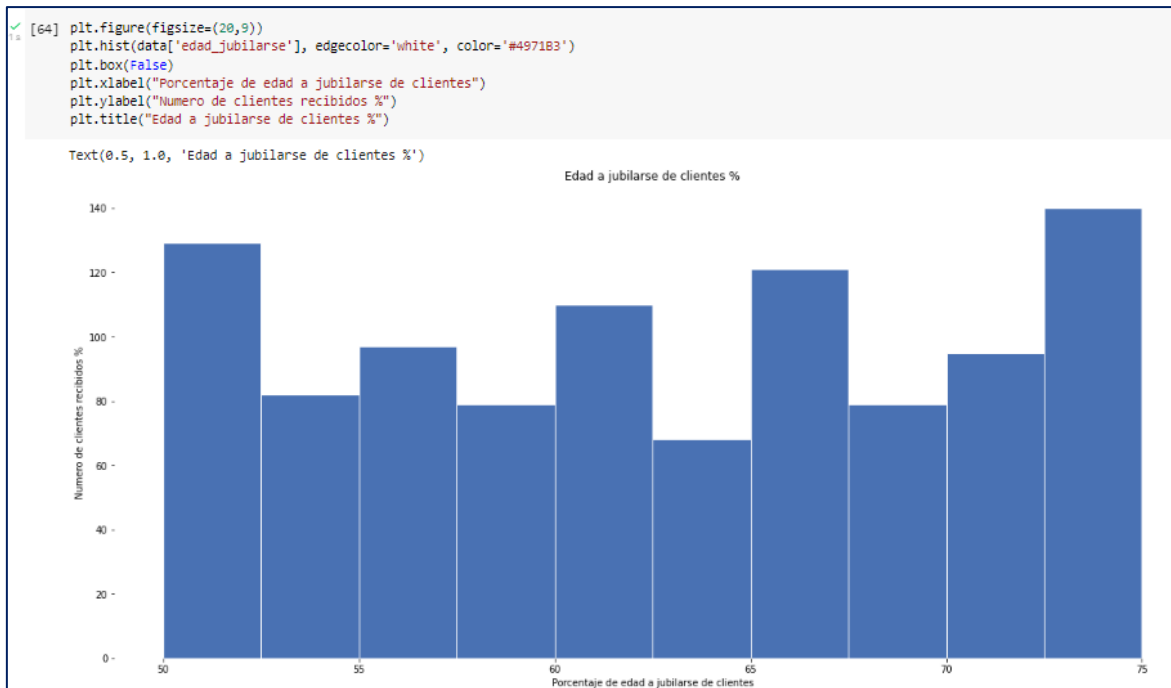 [64] plt.figure(figsize=(20,9))
1s
plt.hist(data['edad_jubilarse'], edgecolor='white', color='#4971B3')
plt.box(False)
plt.xlabel("Porcentaje de edad a jubilarse de clientes")
plt.ylabel("Numero de clientes recibidos %")
plt.title("Edad a jubilarse de clientes %")
Text(0.5, 1.0, 'Edad a jubilarse de clientes %')
Edad a jubilarse de clientes %
Numero de clientes recibidos %
140
120
100
80
60
40
20
0
50 55 60 65 70 75
Porcentaje de edad a jubilarse de clientes